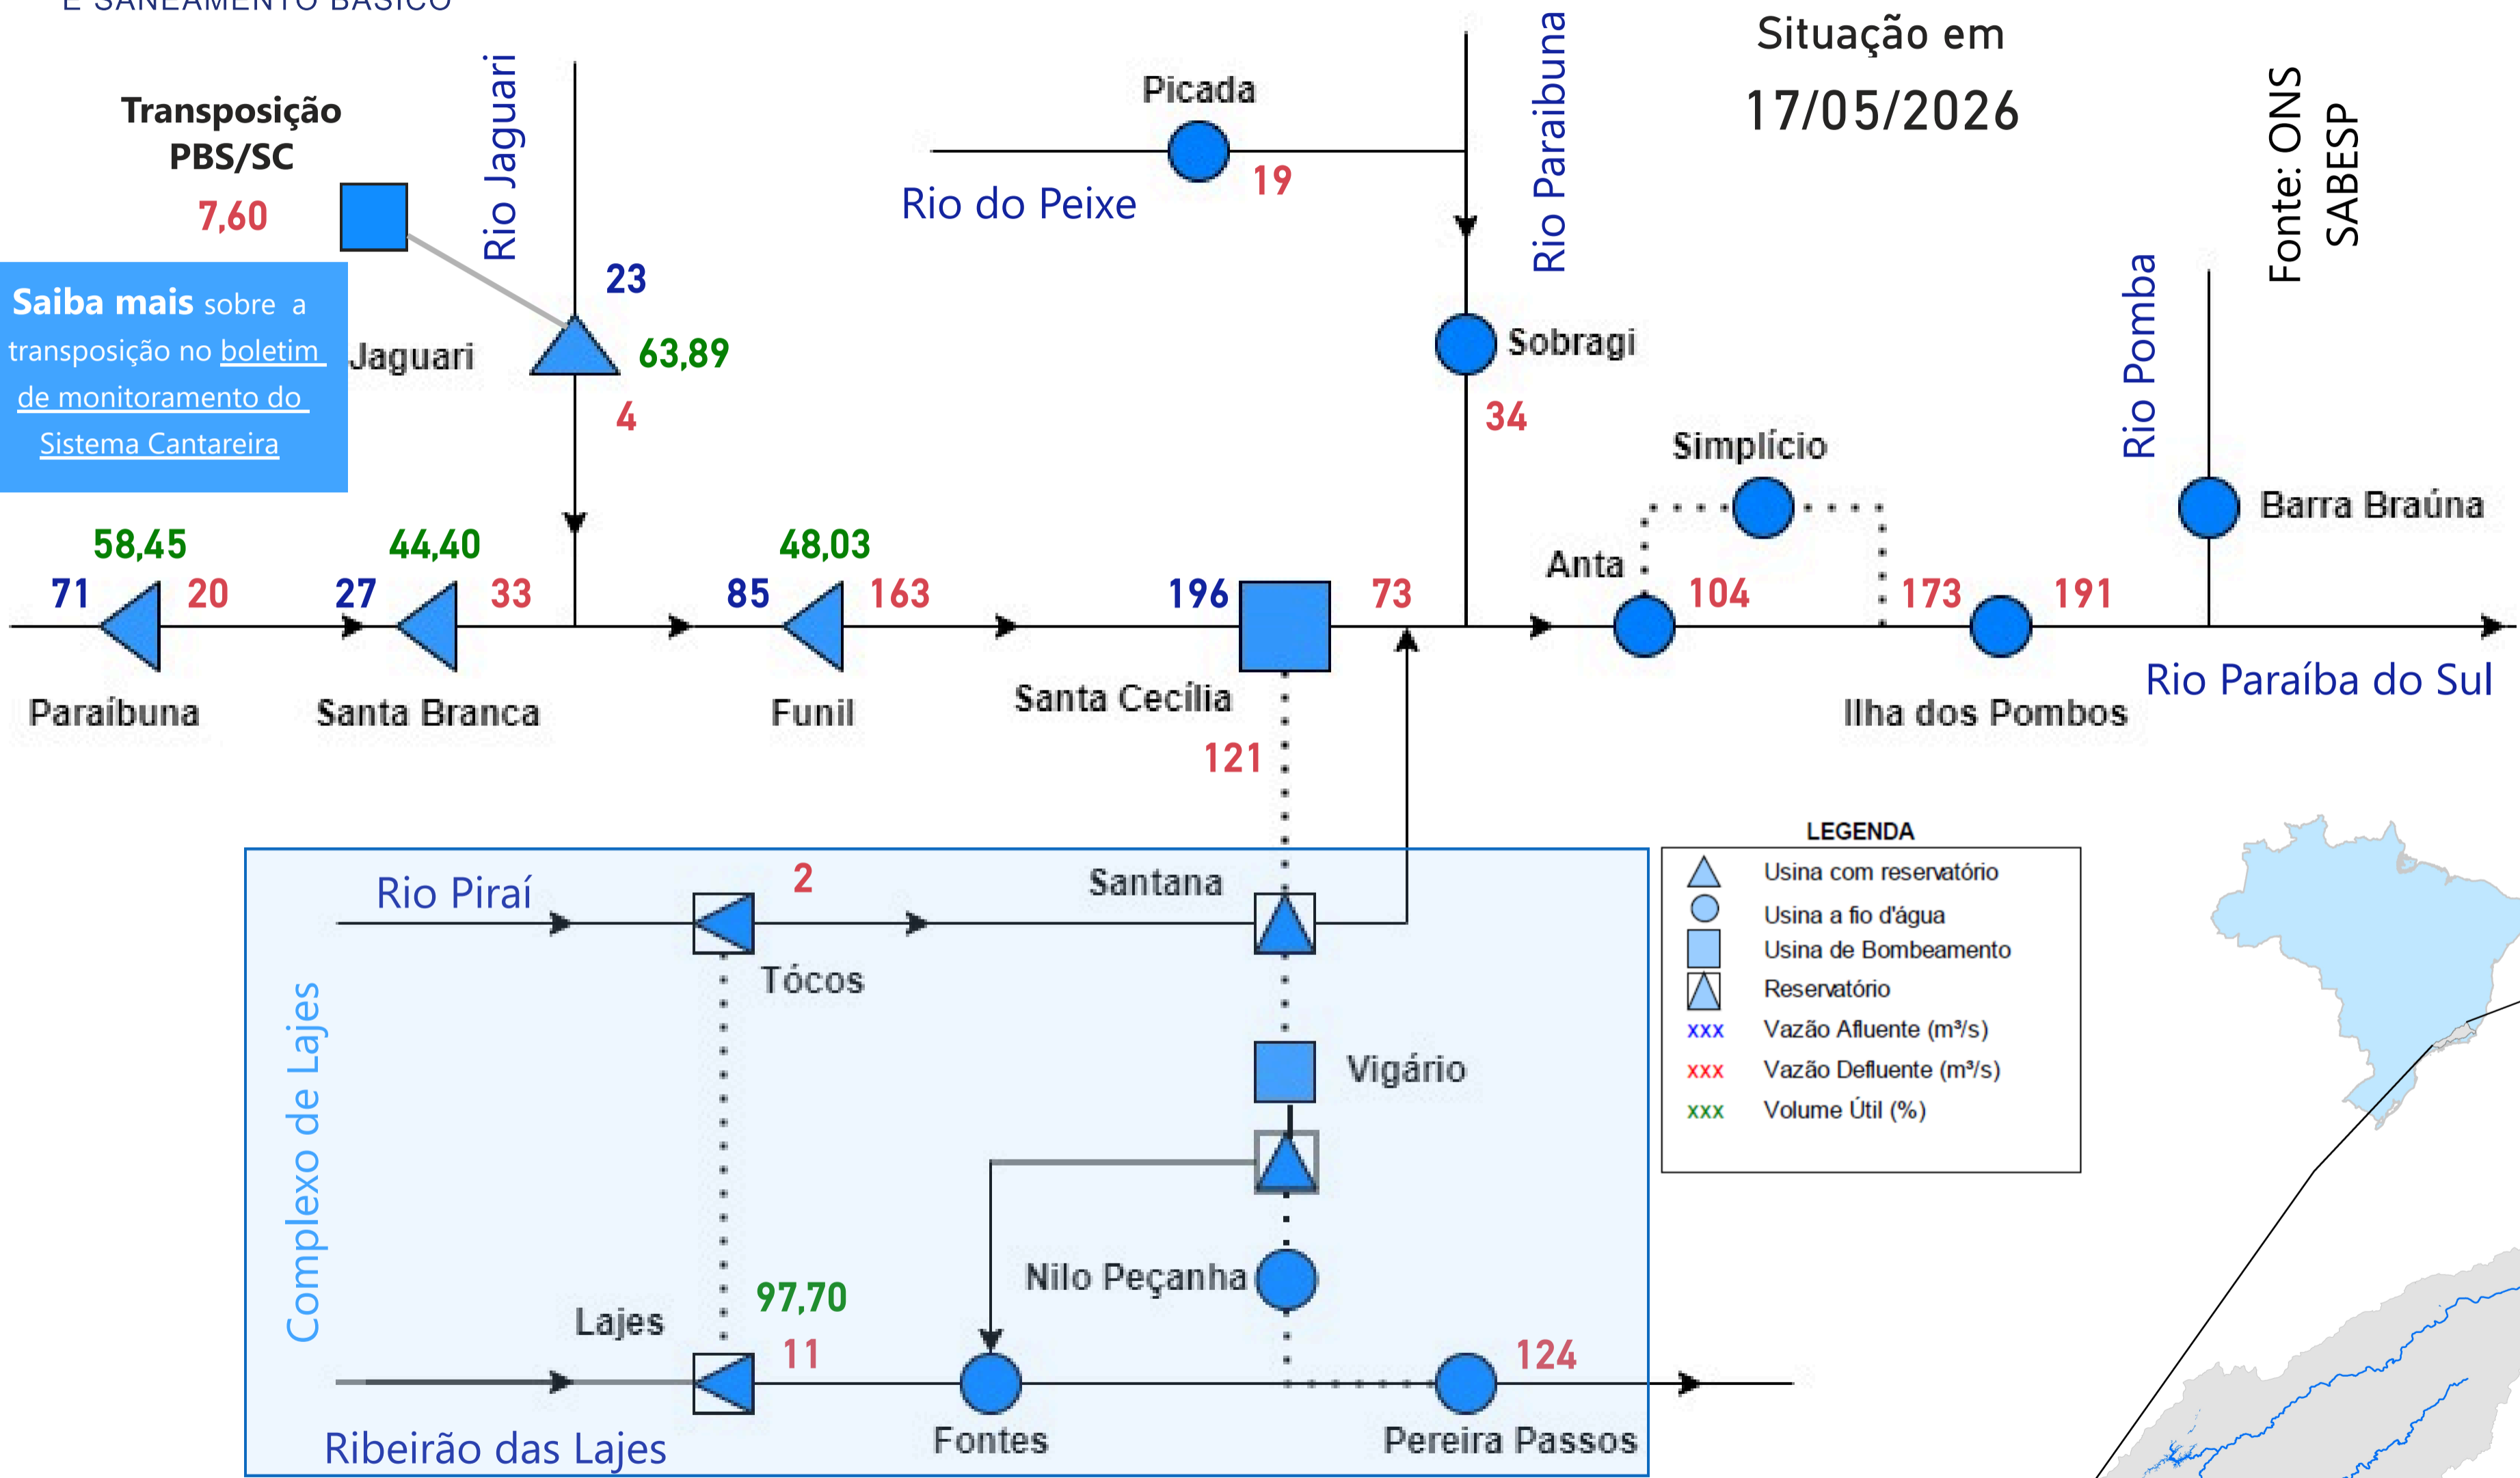 E SANEAMENTO BÁSICO
Situação em
17/05/2026
Fonte: ONS
SABESP
Transposição
PBS/SC
7,60
Rio Jaguari
Picada
19
Rio do Peixe
Rio Paraibuna
Saiba mais sobre a
transposição no boletim
de monitoramento do
Sistema Cantareira
23
Jaguari
63,89
4
Sobragi
34
Simplício
Rio Pomba
Barra Braúna
58,45
71
20
Paraíbuna
44,40
27
33
Santa Branca
48,03
85
163
Funil
196
73
Santa Cecília
121
Anta
104
173
191
Ilha dos Pombos
Rio Paraíba do Sul
Complexo de Lajes
Rio Piraí
2
Tócos
Santana
Vigário
Nilo Peçanha
Lajes
97,70
11
Ribeirão das Lajes
Fontes
124
Pereira Passos
LEGENDA
Usina com reservatório
Usina a fio d'água
Usina de Bombeamento
Reservatório
xxx Vazão Afluente (m³/s)
xxx Vazão Defluente (m³/s)
xxx Volume Útil (%)